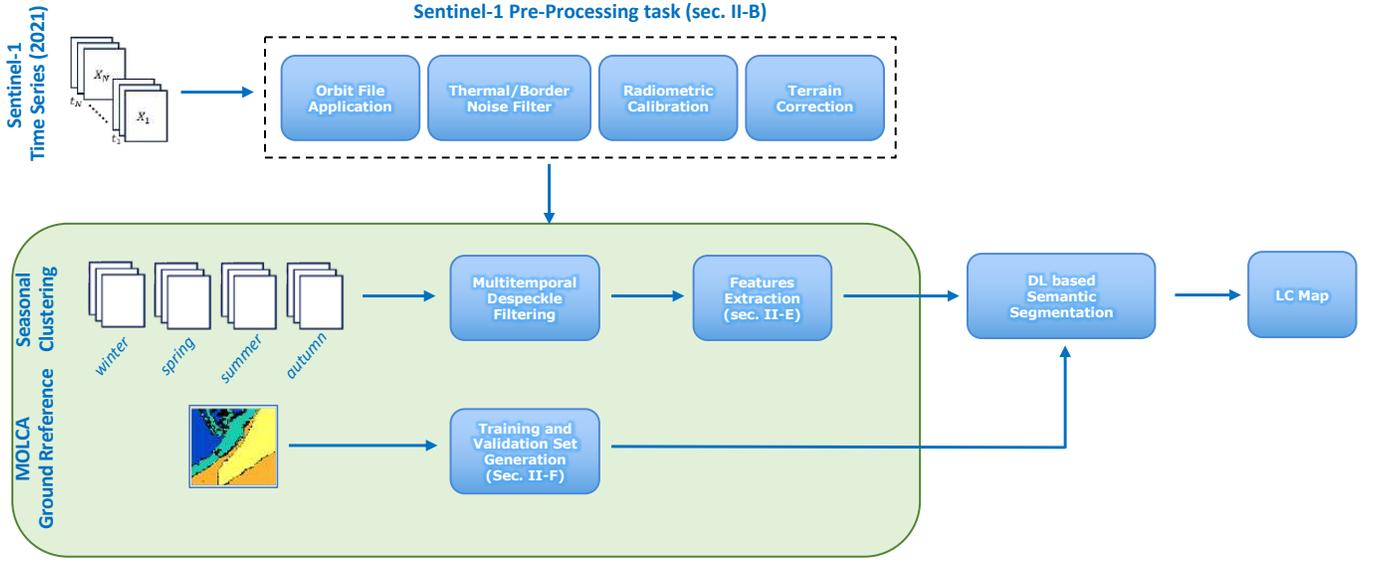 Sentinel-1 Pre-Processing task (sec. II-B)
Sentinel-1
Time Series (2021)
X_N
t_N
X_1
t_1
Orbit File
Application
Thermal/Border
Noise Filter
Radiometric
Calibration
Terrain
Correction
Seasonal
Clustering
winter
spring
summer
autumn
Multitemporal
Despeckle
Filtering
Features
Extraction
(sec. II-E)
DL based
Semantic
Segmentation
LC Map
MOLCA
Ground Rreference
Training and
Validation Set
Generation
(Sec. II-F)